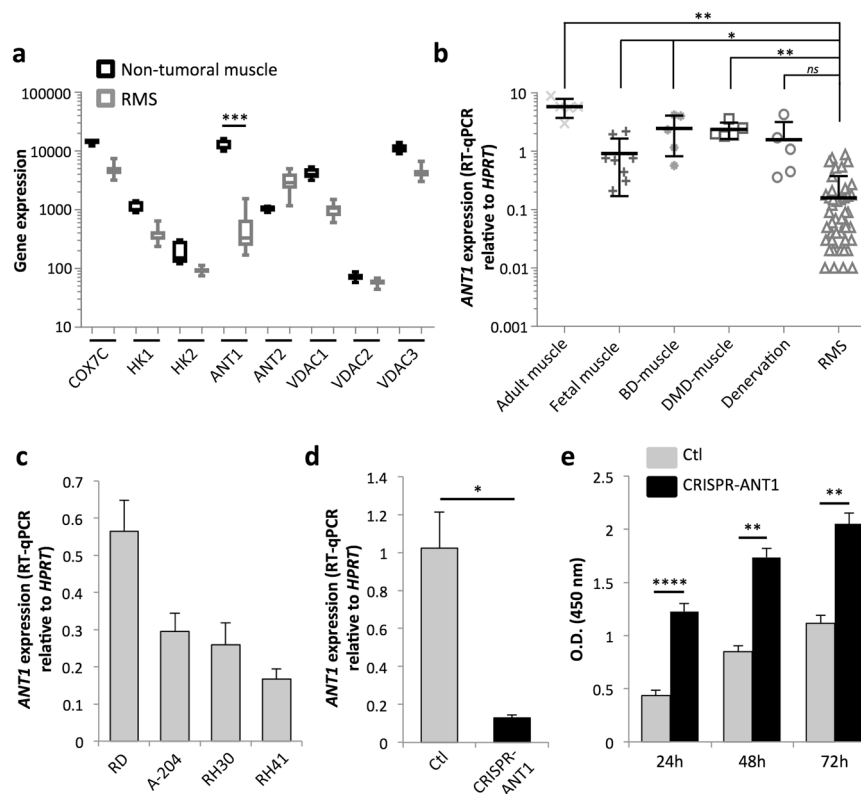 a
Non-tumoral muscle
RMS
Gene expression
100000
10000
1000
100
10
***
COX7C
HK1
HK2
ANT1
ANT2
VDAC1
VDAC2
VDAC3
b
**
*
**
ns
ANT1 expression (RT-qPCR
relative to HPRT)
10
1
0.1
0.01
0.001
Adult muscle
Fetal muscle
BD-muscle
DMD-muscle
Denervation
RMS
c
ANT1 expression (RT-qPCR
relative to HPRT)
0.7
0.6
0.5
0.4
0.3
0.2
0.1
0
RD
A-204
RH30
RH41
d
ANT1 expression (RT-qPCR
relative to HPRT)
1.4
1.2
1
0.8
0.6
0.4
0.2
0
*
Ctl
CRISPR-
ANT1
e
Ctl
CRISPR-ANT1
O.D. (450 nm)
2.5
2
1.5
1
0.5
0
****
**
**
24h
48h
72h